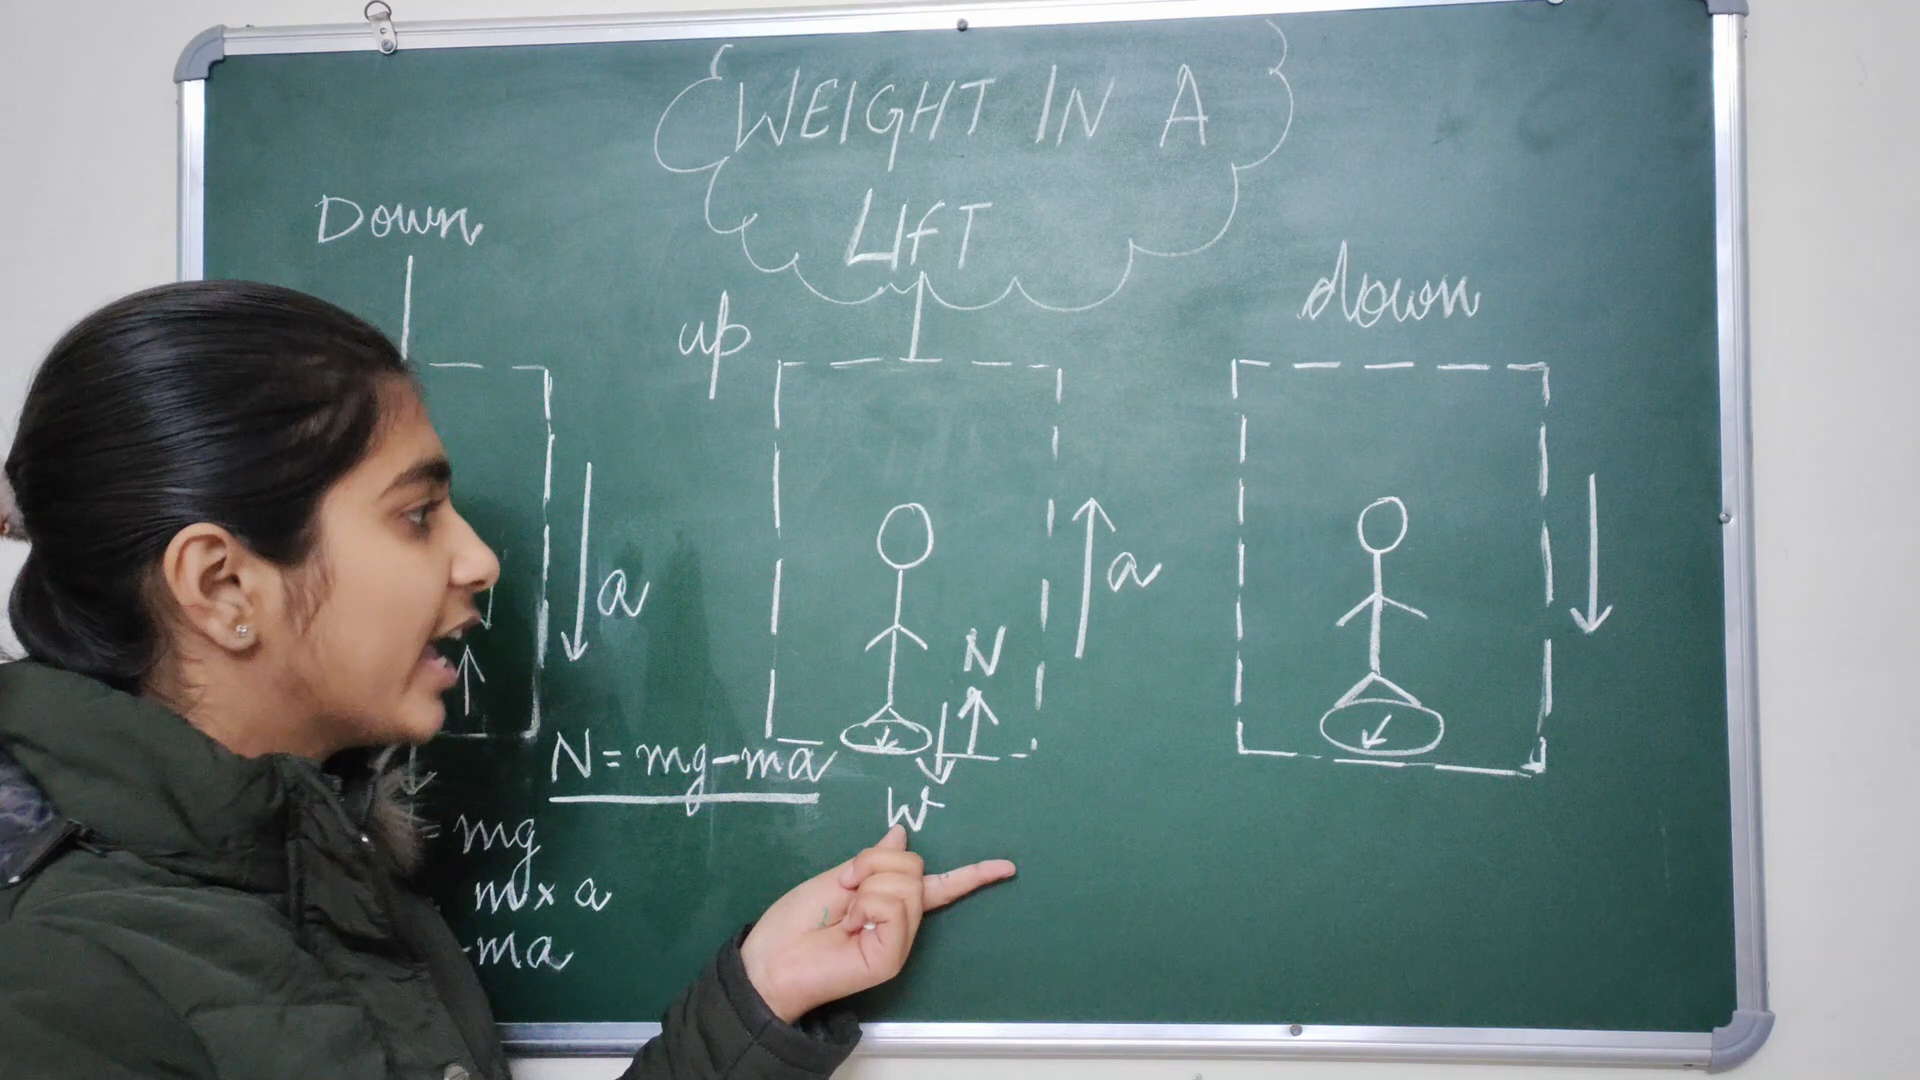 WEIGHT IN A
LIFT
Down
a
N = mg - ma
= mg
m x a
-ma
up
a
N
W
down